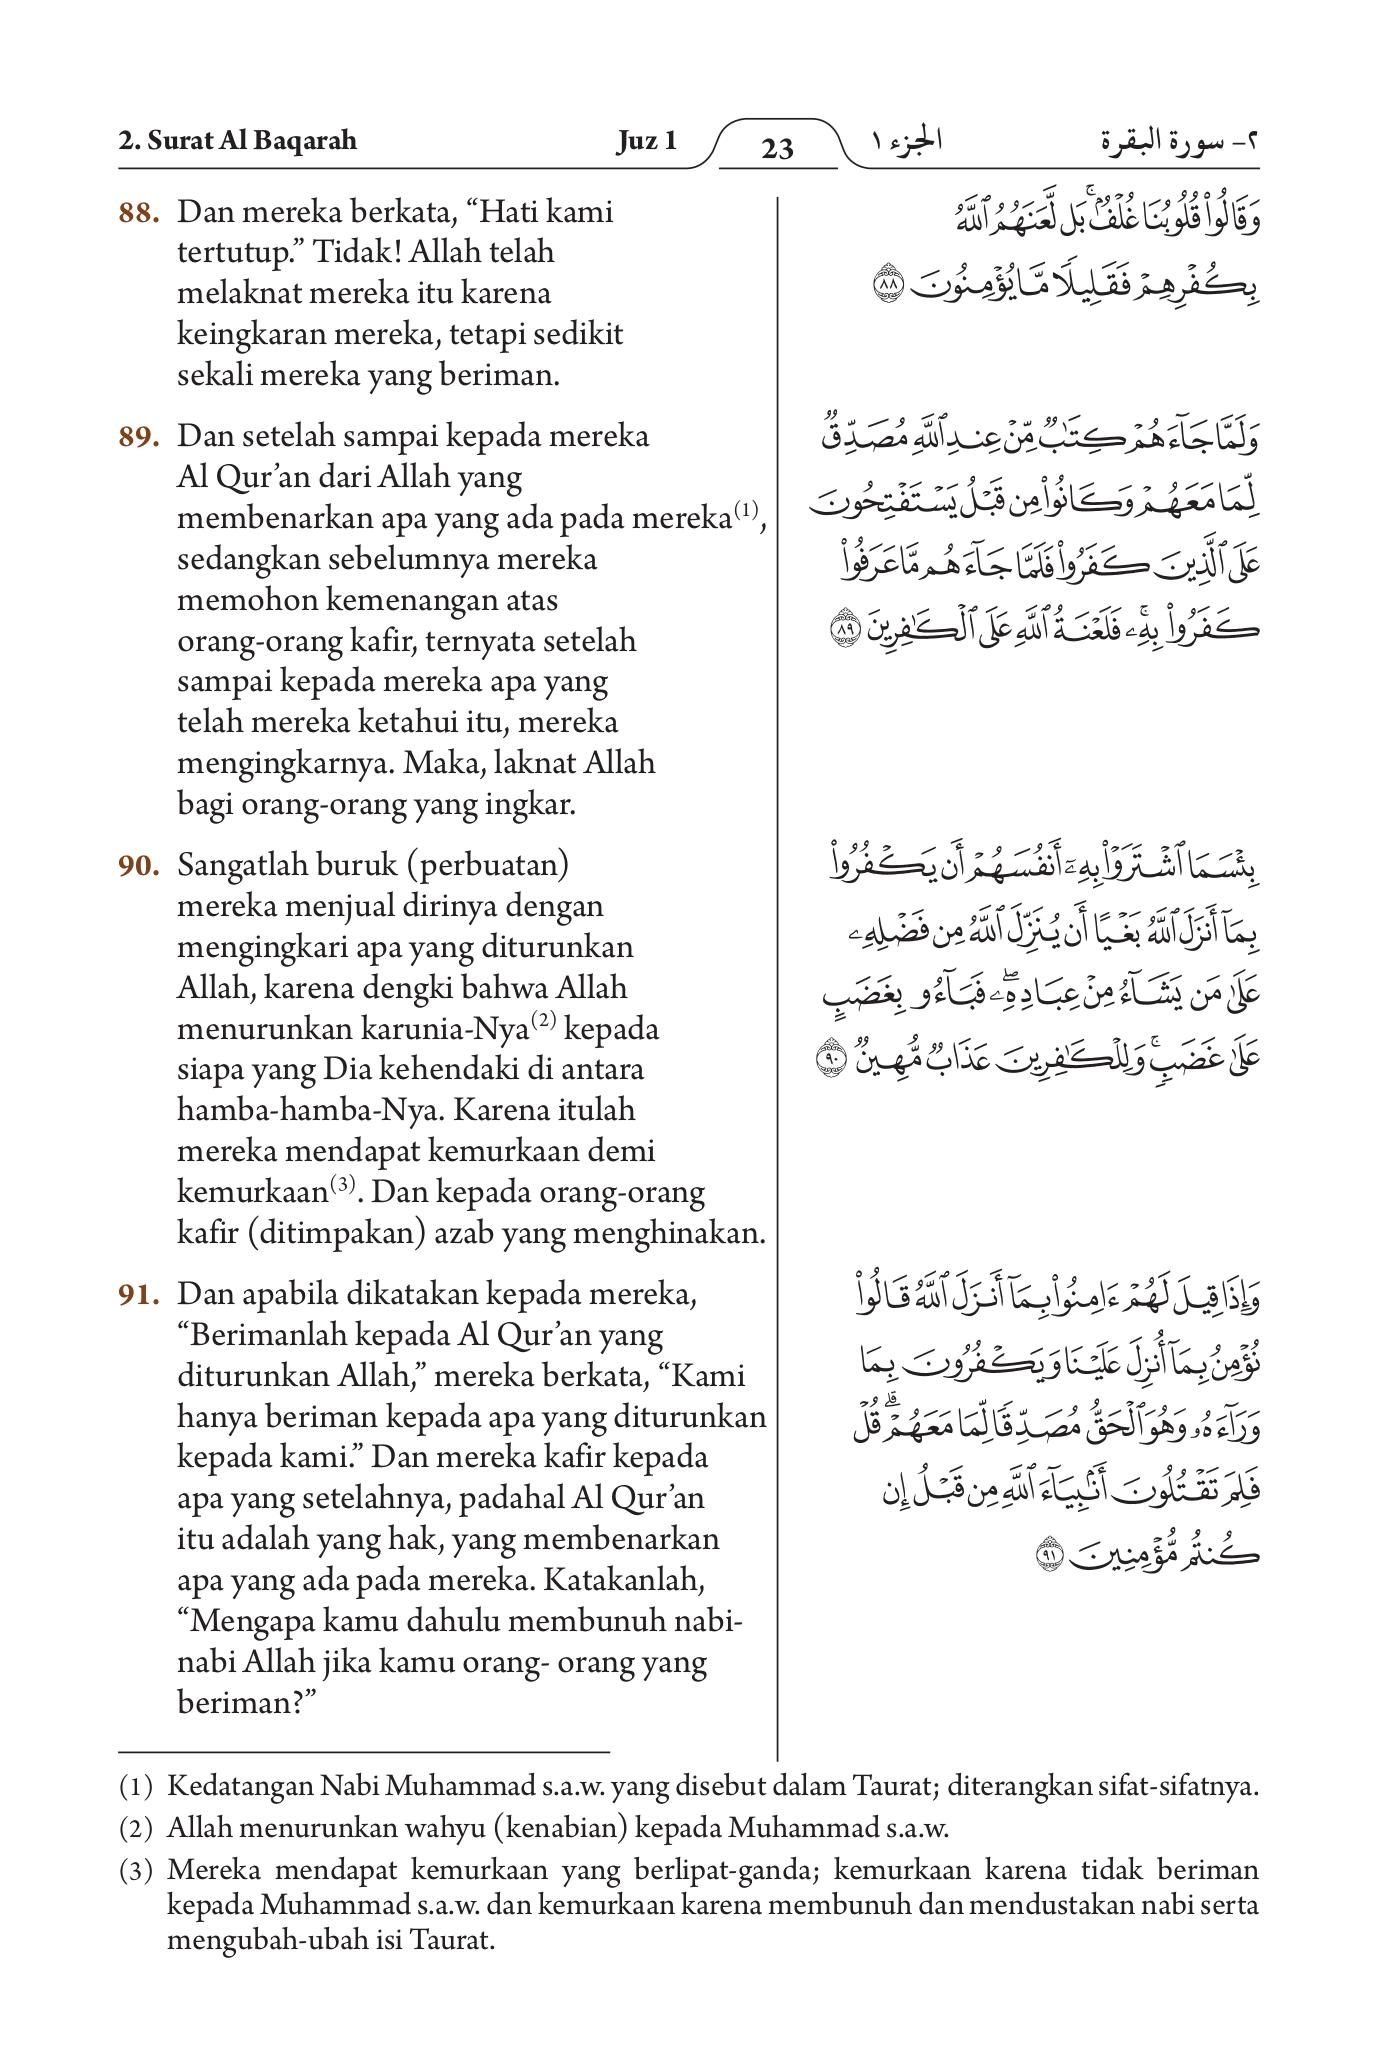 2. Surat Al Baqarah
Juz 1
23
الجزء ١
٢– سورة البقرة
88. Dan mereka berkata, “Hati kami
tertutup.” Tidak! Allah telah
melaknat mereka itu karena
keingkaran mereka, tetapi sedikit
sekali mereka yang beriman.
وَقَالُوا۟ قُلُوبُنَا غُلْفٌۢ ۚ بَل لَّعَنَهُمُ ٱللَّهُ
بِكُفْرِهِمْ فَقَلِيلًا مَّا يُؤْمِنُونَ ٨٨
89. Dan setelah sampai kepada mereka
Al Qur’an dari Allah yang
membenarkan apa yang ada pada mereka(1),
sedangkan sebelumnya mereka
memohon kemenangan atas
orang-orang kafir, ternyata setelah
sampai kepada mereka apa yang
telah mereka ketahui itu, mereka
mengingkarnya. Maka, laknat Allah
bagi orang-orang yang ingkar.
وَلَمَّا جَآءَهُمْ كِتَٰبٌ مِّنْ عِندِ ٱللَّهِ مُصَدِّقٌ
لِّمَا مَعَهُمْ وَكَانُوا۟ مِن قَبْلُ يَسْتَفْتِحُونَ
عَلَى ٱلَّذِينَ كَفَرُوا۟ فَلَمَّا جَآءَهُم مَّا عَرَفُوا۟
كَفَرُوا۟ بِهِۦ ۚ فَلَعْنَةُ ٱللَّهِ عَلَى ٱلْكَٰفِرِينَ ٨٩
90. Sangatlah buruk (perbuatan)
mereka menjual dirinya dengan
mengingkari apa yang diturunkan
Allah, karena dengki bahwa Allah
menurunkan karunia-Nya(2) kepada
siapa yang Dia kehendaki di antara
hamba-hamba-Nya. Karena itulah
mereka mendapat kemurkaan demi
kemurkaan(3). Dan kepada orang-orang
kafir (ditimpakan) azab yang menghinakan.
بِئْسَمَا ٱشْتَرَوْا۟ بِهِۦٓ أَنفُسَهُمْ أَن يَكْفُرُوا۟
بِمَآ أَنزَلَ ٱللَّهُ بَغْيًا أَن يُنَزِّلَ ٱللَّهُ مِن فَضْلِهِۦ
عَلَىٰ مَن يَشَآءُ مِنْ عِبَادِهِۦ ۖ فَبَآءُو بِغَضَبٍ
عَلَىٰ غَضَبٍ ۚ وَلِلْكَٰفِرِينَ عَذَابٌ مُّهِينٌ ٩٠
91. Dan apabila dikatakan kepada mereka,
“Berimanlah kepada Al Qur’an yang
diturunkan Allah,” mereka berkata, “Kami
hanya beriman kepada apa yang diturunkan
kepada kami.” Dan mereka kafir kepada
apa yang setelahnya, padahal Al Qur’an
itu adalah yang hak, yang membenarkan
apa yang ada pada mereka. Katakanlah,
“Mengapa kamu dahulu membunuh nabi-
nabi Allah jika kamu orang- orang yang
beriman?”
وَإِذَا قِيلَ لَهُمْ ءَامِنُوا۟ بِمَآ أَنزَلَ ٱللَّهُ قَالُوا۟
نُؤْمِنُ بِمَآ أُنزِلَ عَلَيْنَا وَيَكْفُرُونَ بِمَا
وَرَآءَهُۥ وَهُوَ ٱلْحَقُّ مُصَدِّقًا لِّمَا مَعَهُمْ ۗ قُلْ
فَلِمَ تَقْتُلُونَ أَنۢبِيَآءَ ٱللَّهِ مِن قَبْلُ إِن
كُنتُم مُّؤْمِنِينَ ٩١
(1) Kedatangan Nabi Muhammad s.a.w. yang disebut dalam Taurat; diterangkan sifat-sifatnya.
(2) Allah menurunkan wahyu (kenabian) kepada Muhammad s.a.w.
(3) Mereka mendapat kemurkaan yang berlipat-ganda; kemurkaan karena tidak beriman
kepada Muhammad s.a.w. dan kemurkaan karena membunuh dan mendustakan nabi serta
mengubah-ubah isi Taurat.